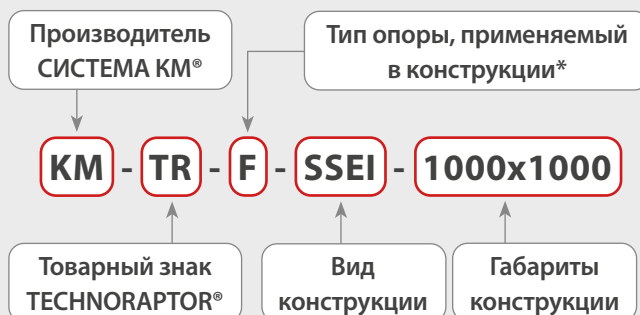 Производитель
СИСТЕМА КМ®
Тип опоры, применяемый
в конструкции*
KM - TR - F - SSEI - 1000x1000
Товарный знак
TECHNORAPTOR®
Вид
конструкции
Габариты
конструкции